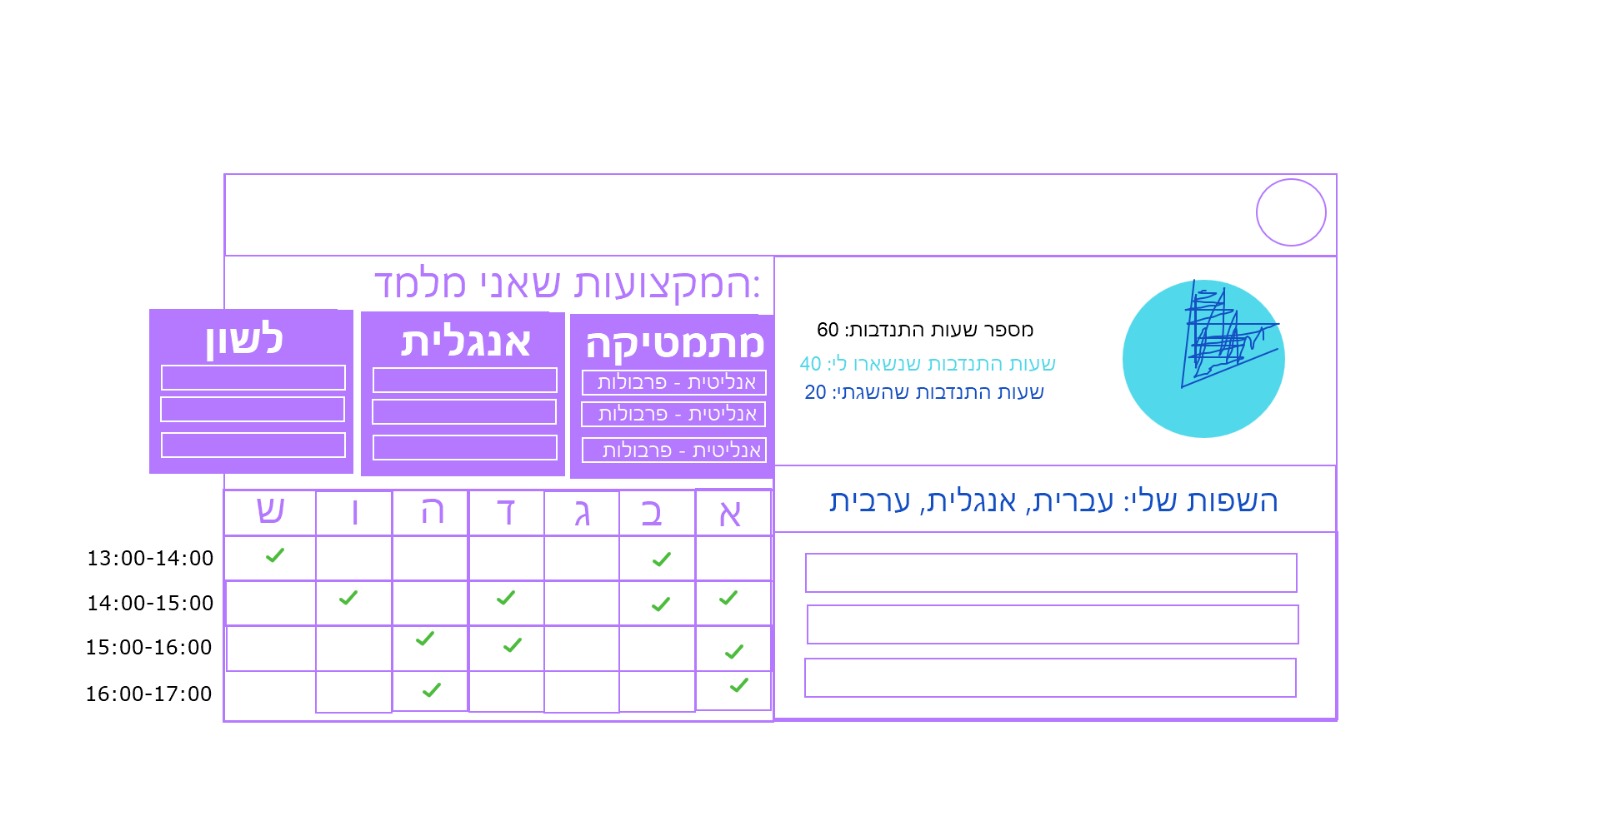 המקצועות שאני מלמד:
מתמטיקה
אנליטית - פרבולות
אנליטית - פרבולות
אנליטית - פרבולות
אנגלית
לשון
מספר שעות התנדבות: 60
שעות התנדבות שנשארו לי: 40
שעות התנדבות שהשגתי: 20
השפות שלי: עברית, אנגלית, ערבית
א ב ג ד ה ו ש
13:00-14:00
14:00-15:00
15:00-16:00
16:00-17:00